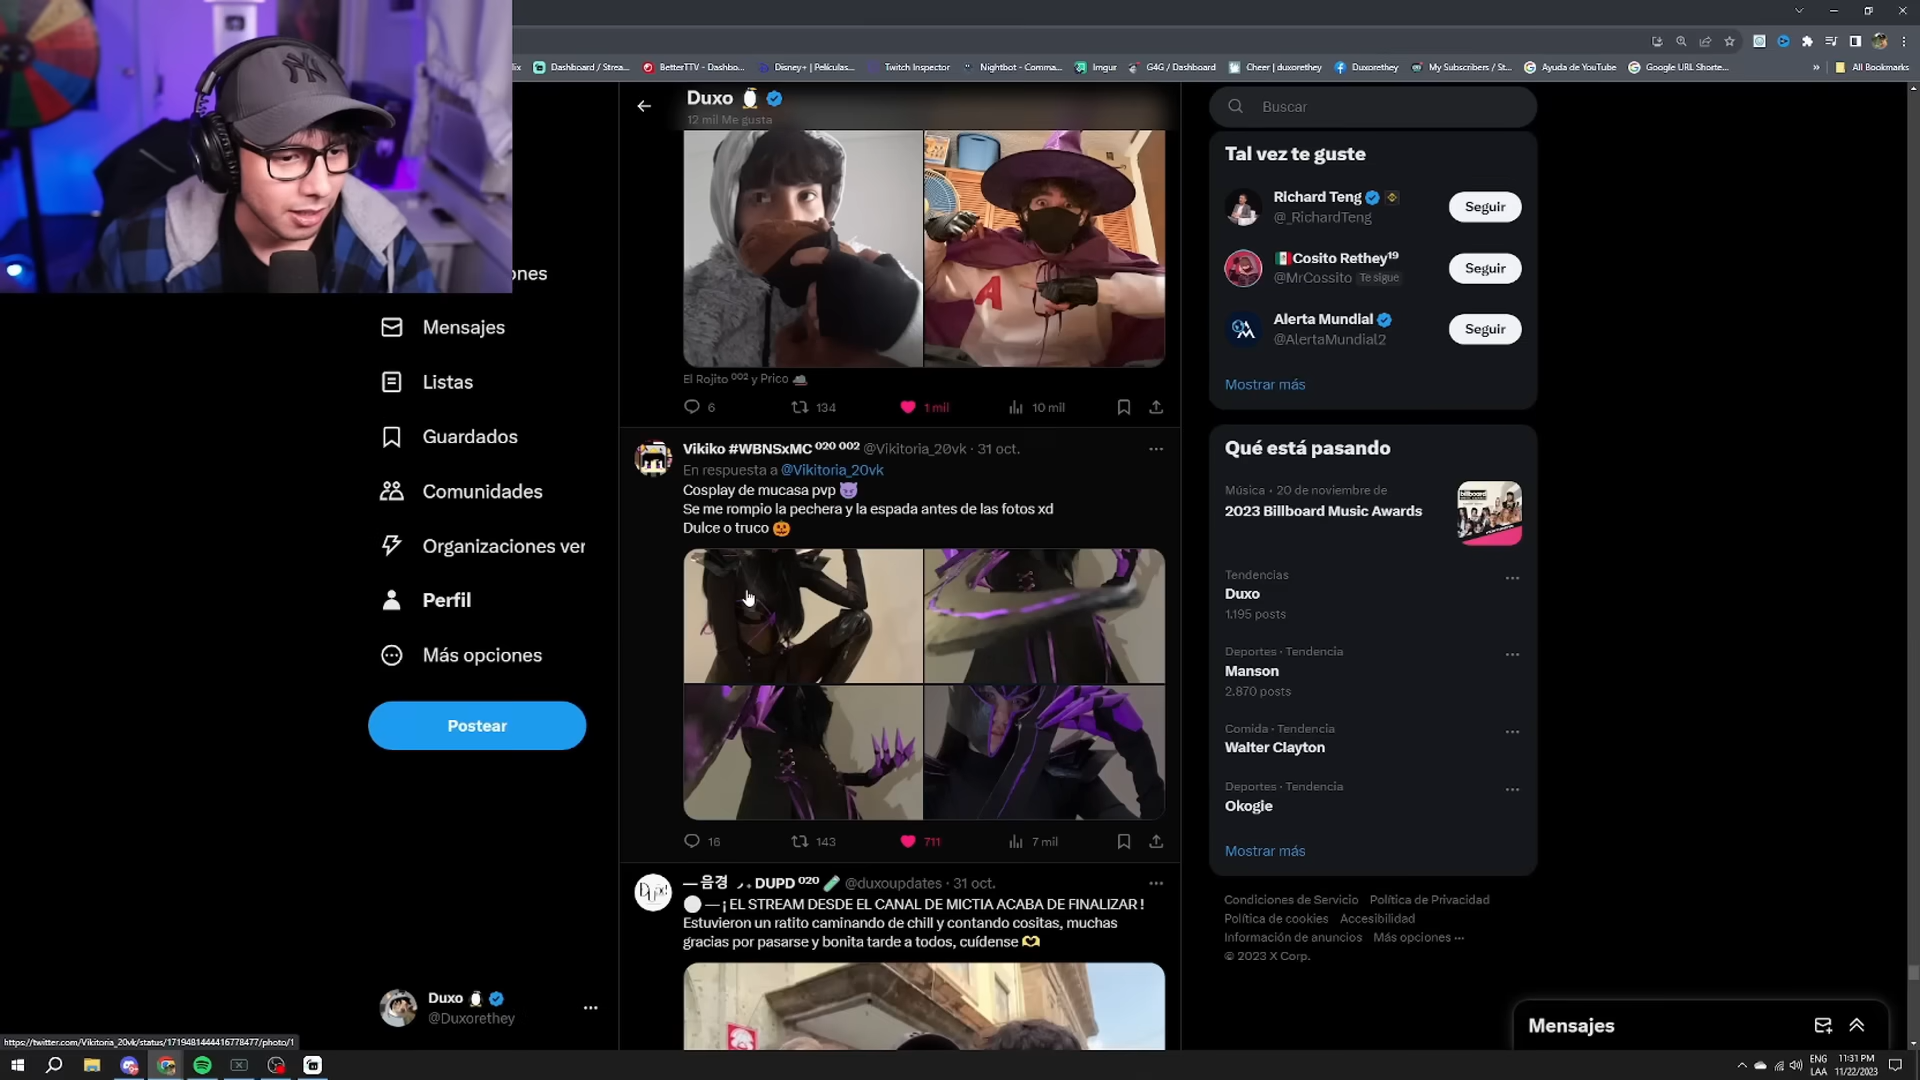 lix
Dashboard / Strea...
BetterTTV - Dashbo...
Disney+ | Películas...
Twitch Inspector
Nightbot - Comma...
Imgur
G4G / Dashboard
Cheer | duxorethey
Duxorethey
My Subscribers / St...
Ayuda de YouTube
Google URL Shorte...
»
All Bookmarks
ones
Mensajes
Listas
Guardados
Comunidades
Organizaciones ver
Perfil
Más opciones
Postear
Duxo
@Duxorethey
Duxo
12 mil Me gusta
El Rojito ⁰⁰² y Prico
6
134
1 mil
10 mil
Vikiko #WBNSxMC ⁰²⁰ ⁰⁰² @Vikitoria_20vk · 31 oct.
En respuesta a @Vikitoria_20vk
Cosplay de mucasa pvp 😈
Se me rompio la pechera y la espada antes de las fotos xd
Dulce o truco 🎃
16
143
711
7 mil
— 음경 DUPD ⁰²⁰ @duxoupdates · 31 oct.
— ¡ EL STREAM DESDE EL CANAL DE MICTIA ACABA DE FINALIZAR !
Estuvieron un ratito caminando de chill y contando cositas, muchas
gracias por pasarse y bonita tarde a todos, cuídense 🫶
Buscar
Tal vez te guste
Richard Teng
@_RichardTeng
Seguir
🇲🇽Cosito Rethey¹⁹
@MrCossito Te sigue
Seguir
Alerta Mundial
@AlertaMundial2
Seguir
Mostrar más
Qué está pasando
Música · 20 de noviembre de
2023 Billboard Music Awards
Tendencias
Duxo
1.195 posts
Deportes · Tendencia
Manson
2.870 posts
Comida · Tendencia
Walter Clayton
Deportes · Tendencia
Okogie
Mostrar más
Condiciones de Servicio Política de Privacidad
Política de cookies Accesibilidad
Información de anuncios Más opciones ···
© 2023 X Corp.
Mensajes
https://twitter.com/Vikitoria_20vk/status/1719481444416778477/photo/1
ENG
LAA
11:31 PM
11/22/2023